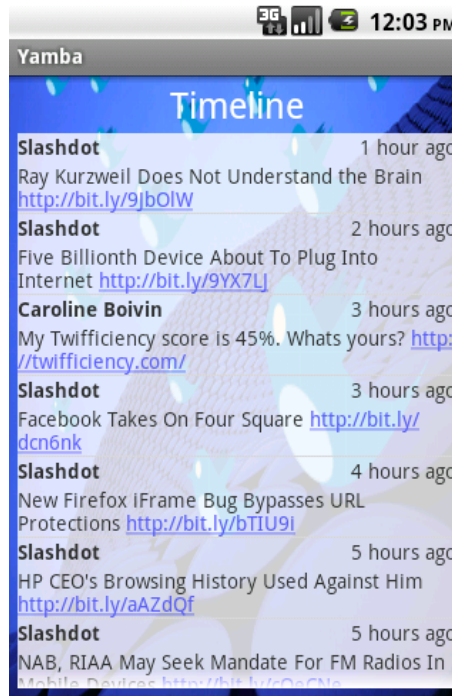 3G 12:03 PM
Yamba
Timeline
Slashdot 1 hour ago
Ray Kurzweil Does Not Understand the Brain
http://bit.ly/9JbOlW
Slashdot 2 hours ago
Five Billionth Device About To Plug Into
Internet http://bit.ly/9YX7LJ
Caroline Boivin 3 hours ago
My Twifficiency score is 45%. Whats yours? http:
//twifficiency.com/
Slashdot 3 hours ago
Facebook Takes On Four Square http://bit.ly/
dcn6nk
Slashdot 4 hours ago
New Firefox iFrame Bug Bypasses URL
Protections http://bit.ly/bTIU9i
Slashdot 5 hours ago
HP CEO's Browsing History Used Against Him
http://bit.ly/aAZdQf
Slashdot 5 hours ago
NAB, RIAA May Seek Mandate For FM Radios In
Mobile Devices